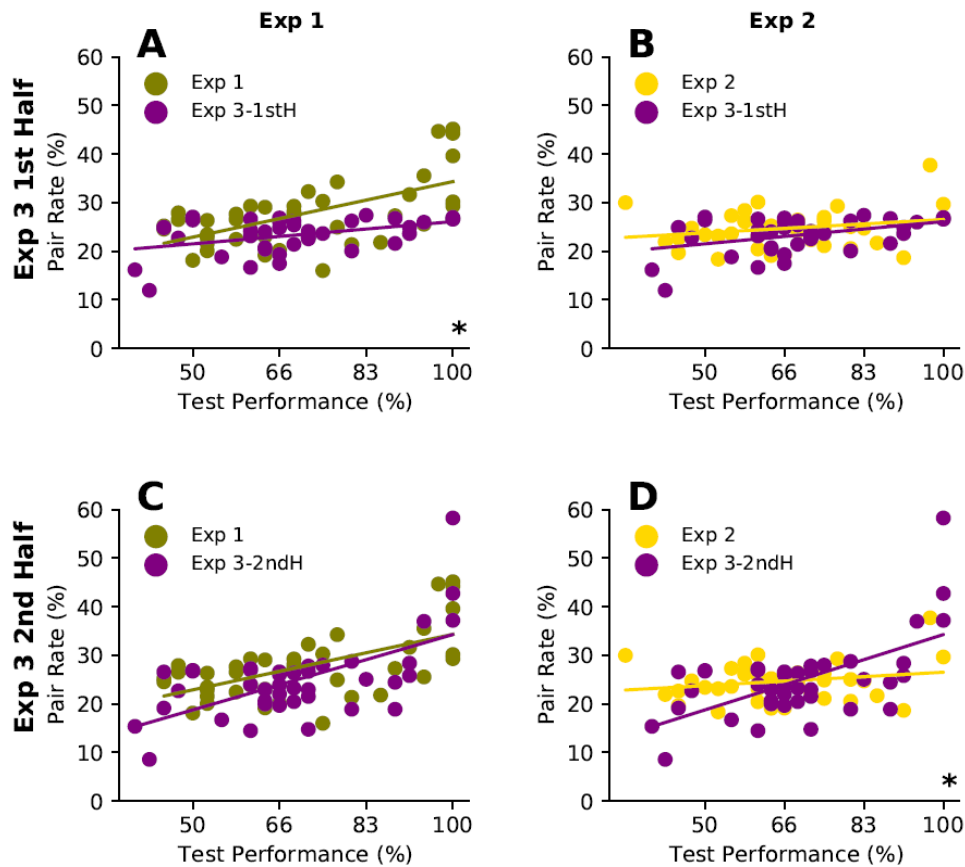 Exp 1
Exp 2
Exp 3 1st Half
A
Exp 1
Exp 3-1stH
Pair Rate (%)
60
50
40
30
20
10
0
*
50 66 83 100
Test Performance (%)
B
Exp 2
Exp 3-1stH
Pair Rate (%)
60
50
40
30
20
10
0
50 66 83 100
Test Performance (%)
Exp 3 2nd Half
C
Exp 1
Exp 3-2ndH
Pair Rate (%)
60
50
40
30
20
10
0
50 66 83 100
Test Performance (%)
D
Exp 2
Exp 3-2ndH
Pair Rate (%)
60
50
40
30
20
10
0
*
50 66 83 100
Test Performance (%)